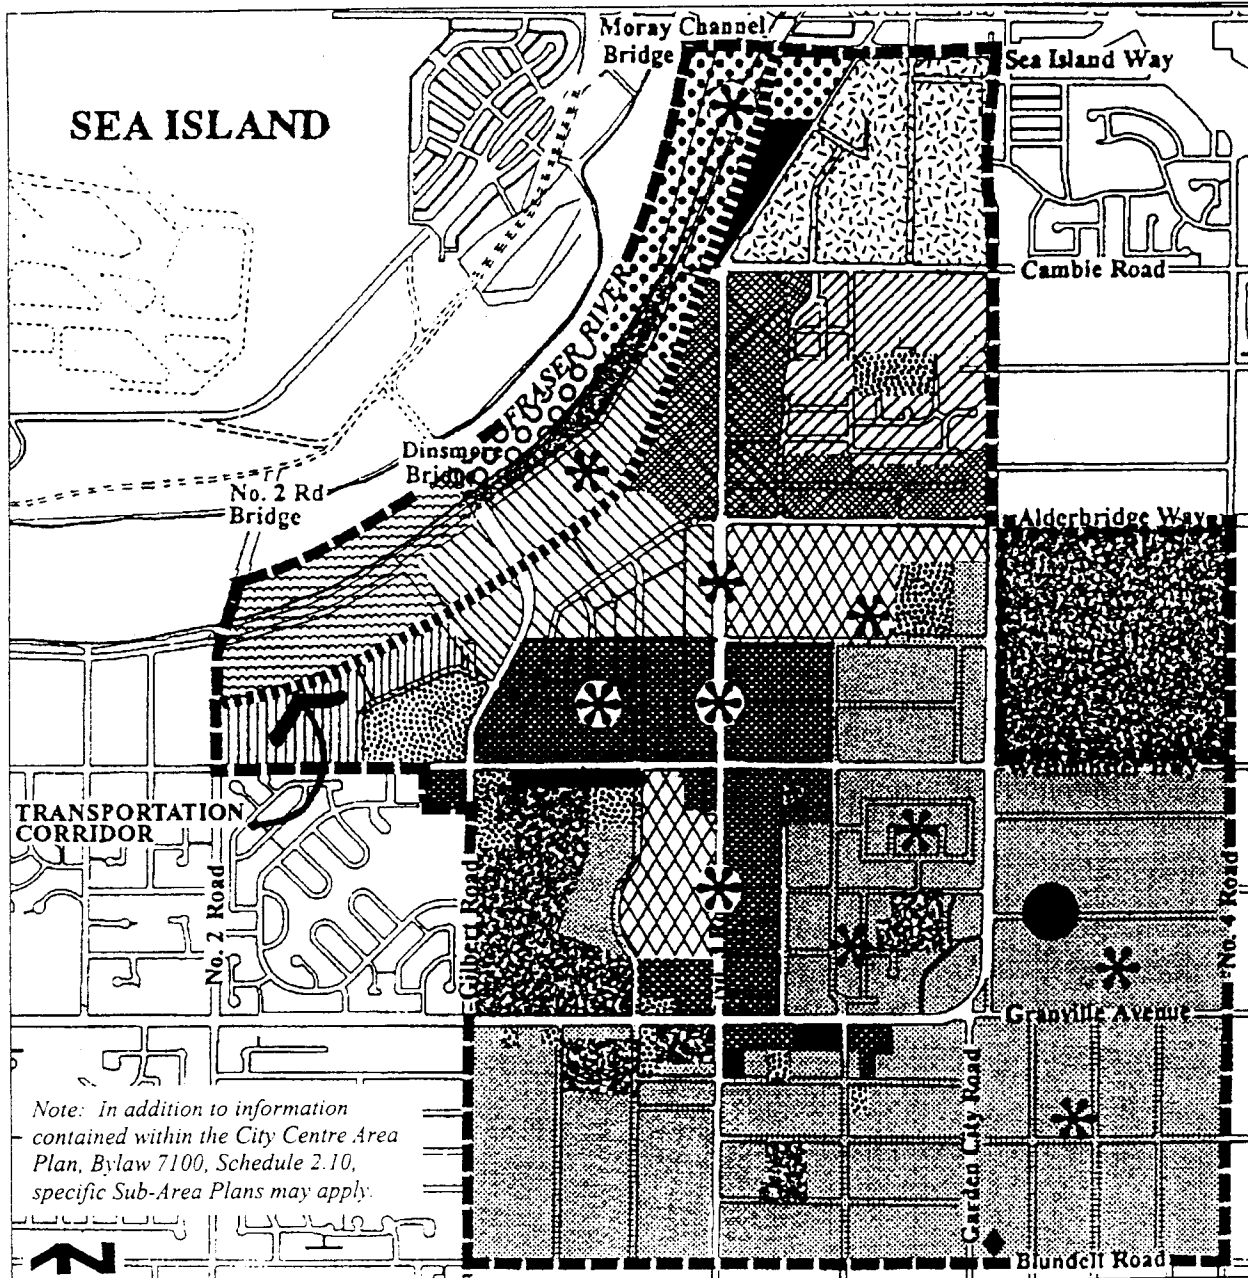 Moray Channel
Bridge
Sea Island Way
SEA ISLAND
Cambie Road
FRASER RIVER
Dinsmore
Bridge
No. 2 Rd
Bridge
Alderbridge Way
Westminster Hwy
TRANSPORTATION
CORRIDOR
No. 2 Road
Gilbert Road
No. 4 Road
Granville Avenue
Garden City Road
Note: In addition to information
contained within the City Centre Area
Plan, Bylaw 7100, Schedule 2.10,
specific Sub-Area Plans may apply.
Blundell Road